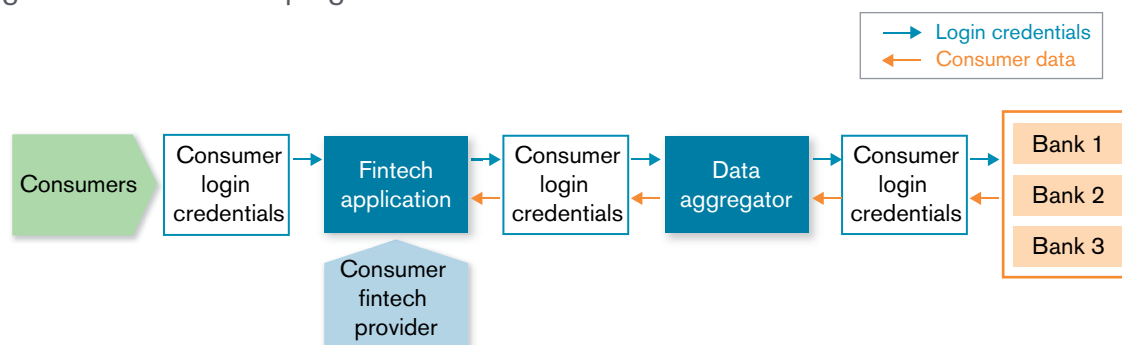 Login credentials
Consumer data
Consumers
Consumer
login
credentials
Fintech
application
Consumer
login
credentials
Data
aggregator
Consumer
login
credentials
Bank 1
Bank 2
Bank 3
Consumer
fintech
provider